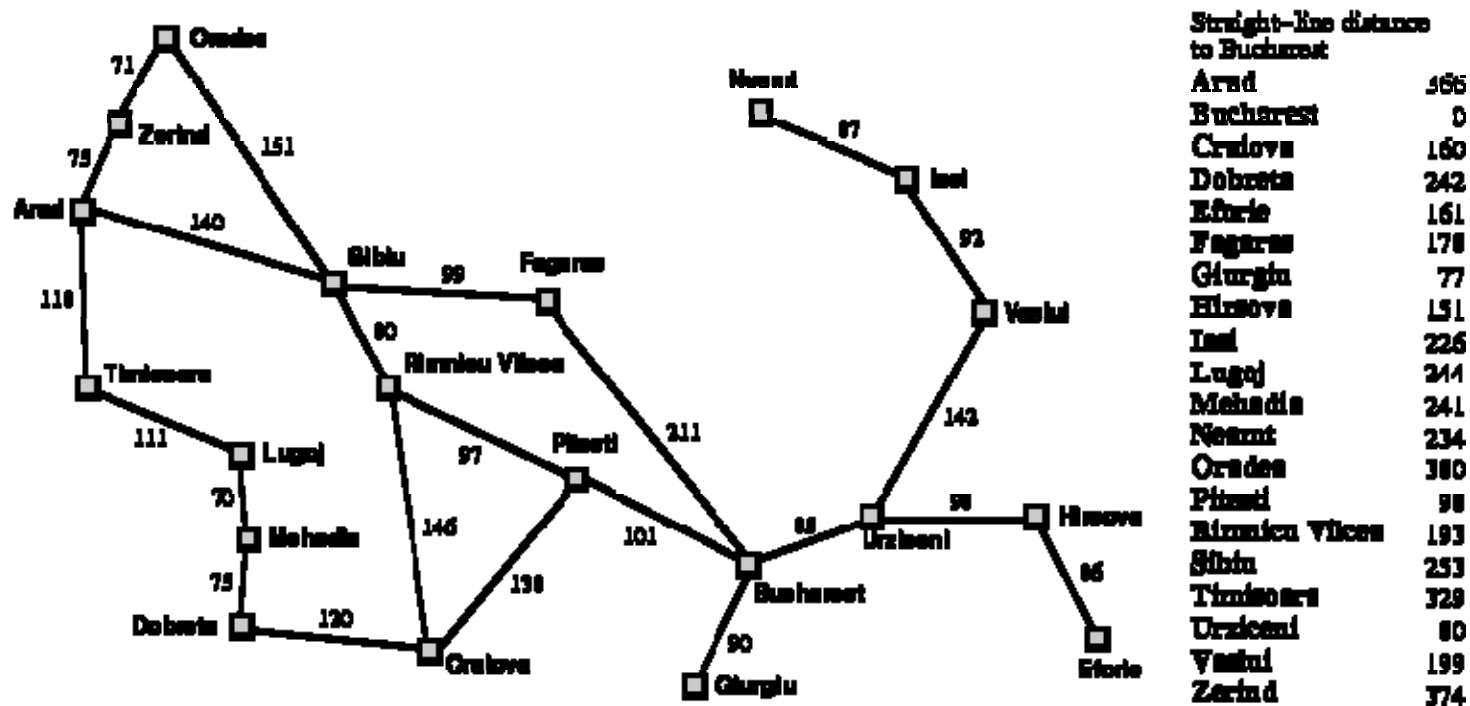 Oradea
71
Neamt
Zerind
87
75
151
Iasi
Arad
140
92
Sibiu
99
Fagaras
118
Vaslui
80
Rimnicu Vilcea
Timisoara
142
111
Pitesti
211
Lugoj
97
70
98
Hirsova
146
101
85
Urziceni
Mehadia
138
86
75
Bucharest
120
Dobreta
90
Craiova
Eforie
Giurgiu
Straight-line distance
to Bucharest
Arad 366
Bucharest 0
Craiova 160
Dobreta 242
Eforie 161
Fagaras 178
Giurgiu 77
Hirsova 151
Iasi 226
Lugoj 244
Mehadia 241
Neamt 234
Oradea 380
Pitesti 98
Rimnicu Vilcea 193
Sibiu 253
Timisoara 329
Urziceni 80
Vaslui 199
Zerind 374